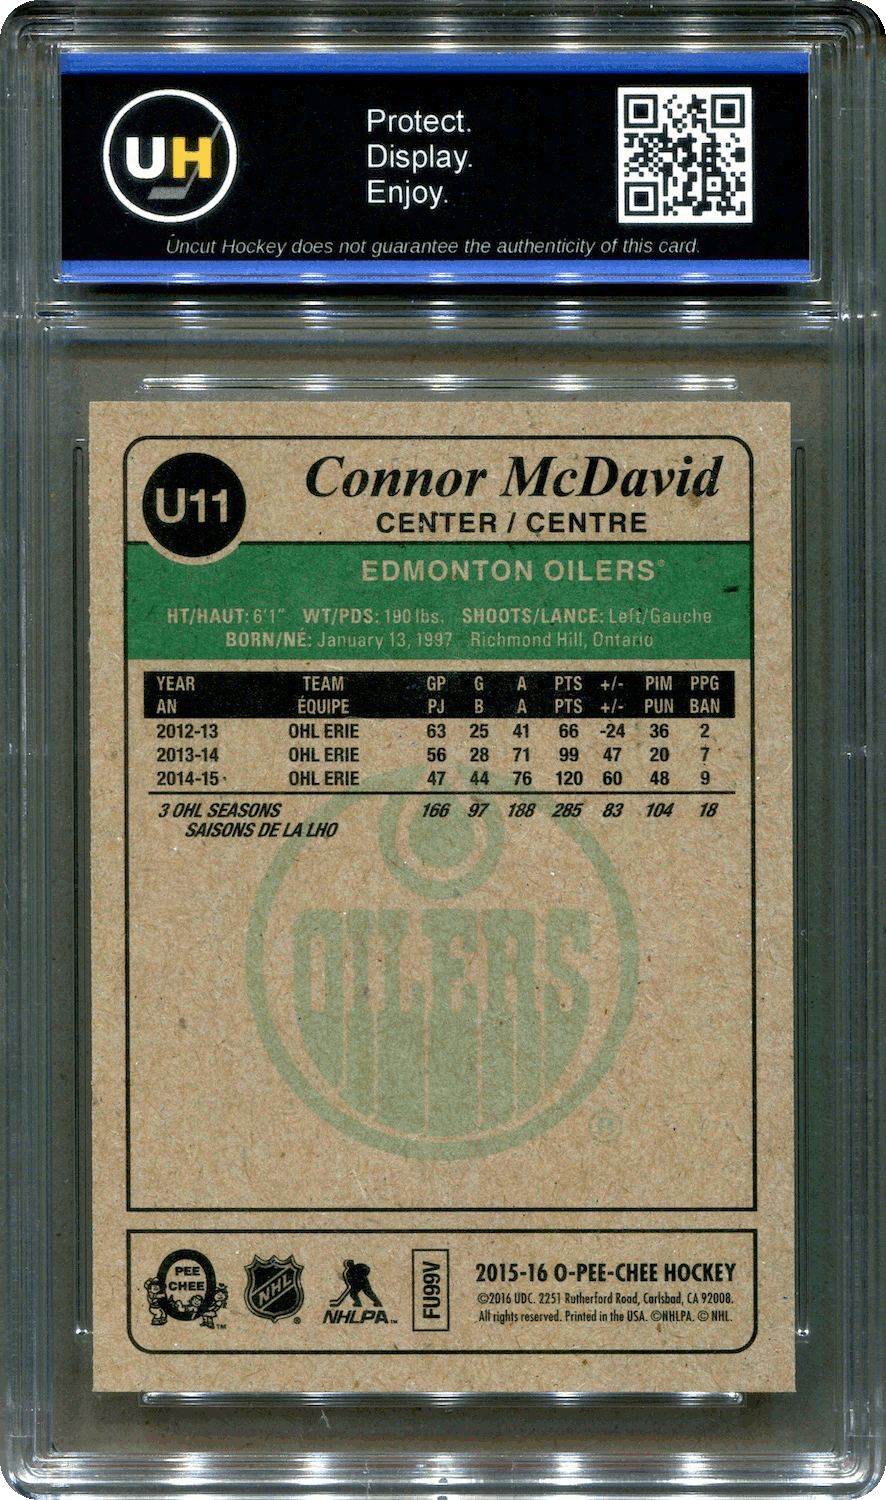 UH
Protect.
Display.
Enjoy.
Uncut Hockey does not guarantee the authenticity of this card.
U11
Connor McDavid
CENTER / CENTRE
EDMONTON OILERS®
HT/HAUT: 6'1" WT/PDS: 190 lbs. SHOOTS/LANCE: Left/Gauche
BORN/NÉ: January 13, 1997 Richmond Hill, Ontario
YEAR TEAM GP G A PTS +/- PIM PPG
AN ÉQUIPE PJ B A PTS +/- PUN BAN
2012-13 OHL ERIE 63 25 41 66 -24 36 2
2013-14 OHL ERIE 56 28 71 99 47 20 7
2014-15 OHL ERIE 47 44 76 120 60 48 9
3 OHL SEASONS 166 97 188 285 83 104 18
SAISONS DE LA LHO
OILERS
®
O
PEE
CHEE
™
NHL
®
NHLPA™
FU99V
2015-16 O-PEE-CHEE HOCKEY
©2016 UDC. 2251 Rutherford Road, Carlsbad, CA 92008.
All rights reserved. Printed in the USA. ©NHLPA. © NHL.